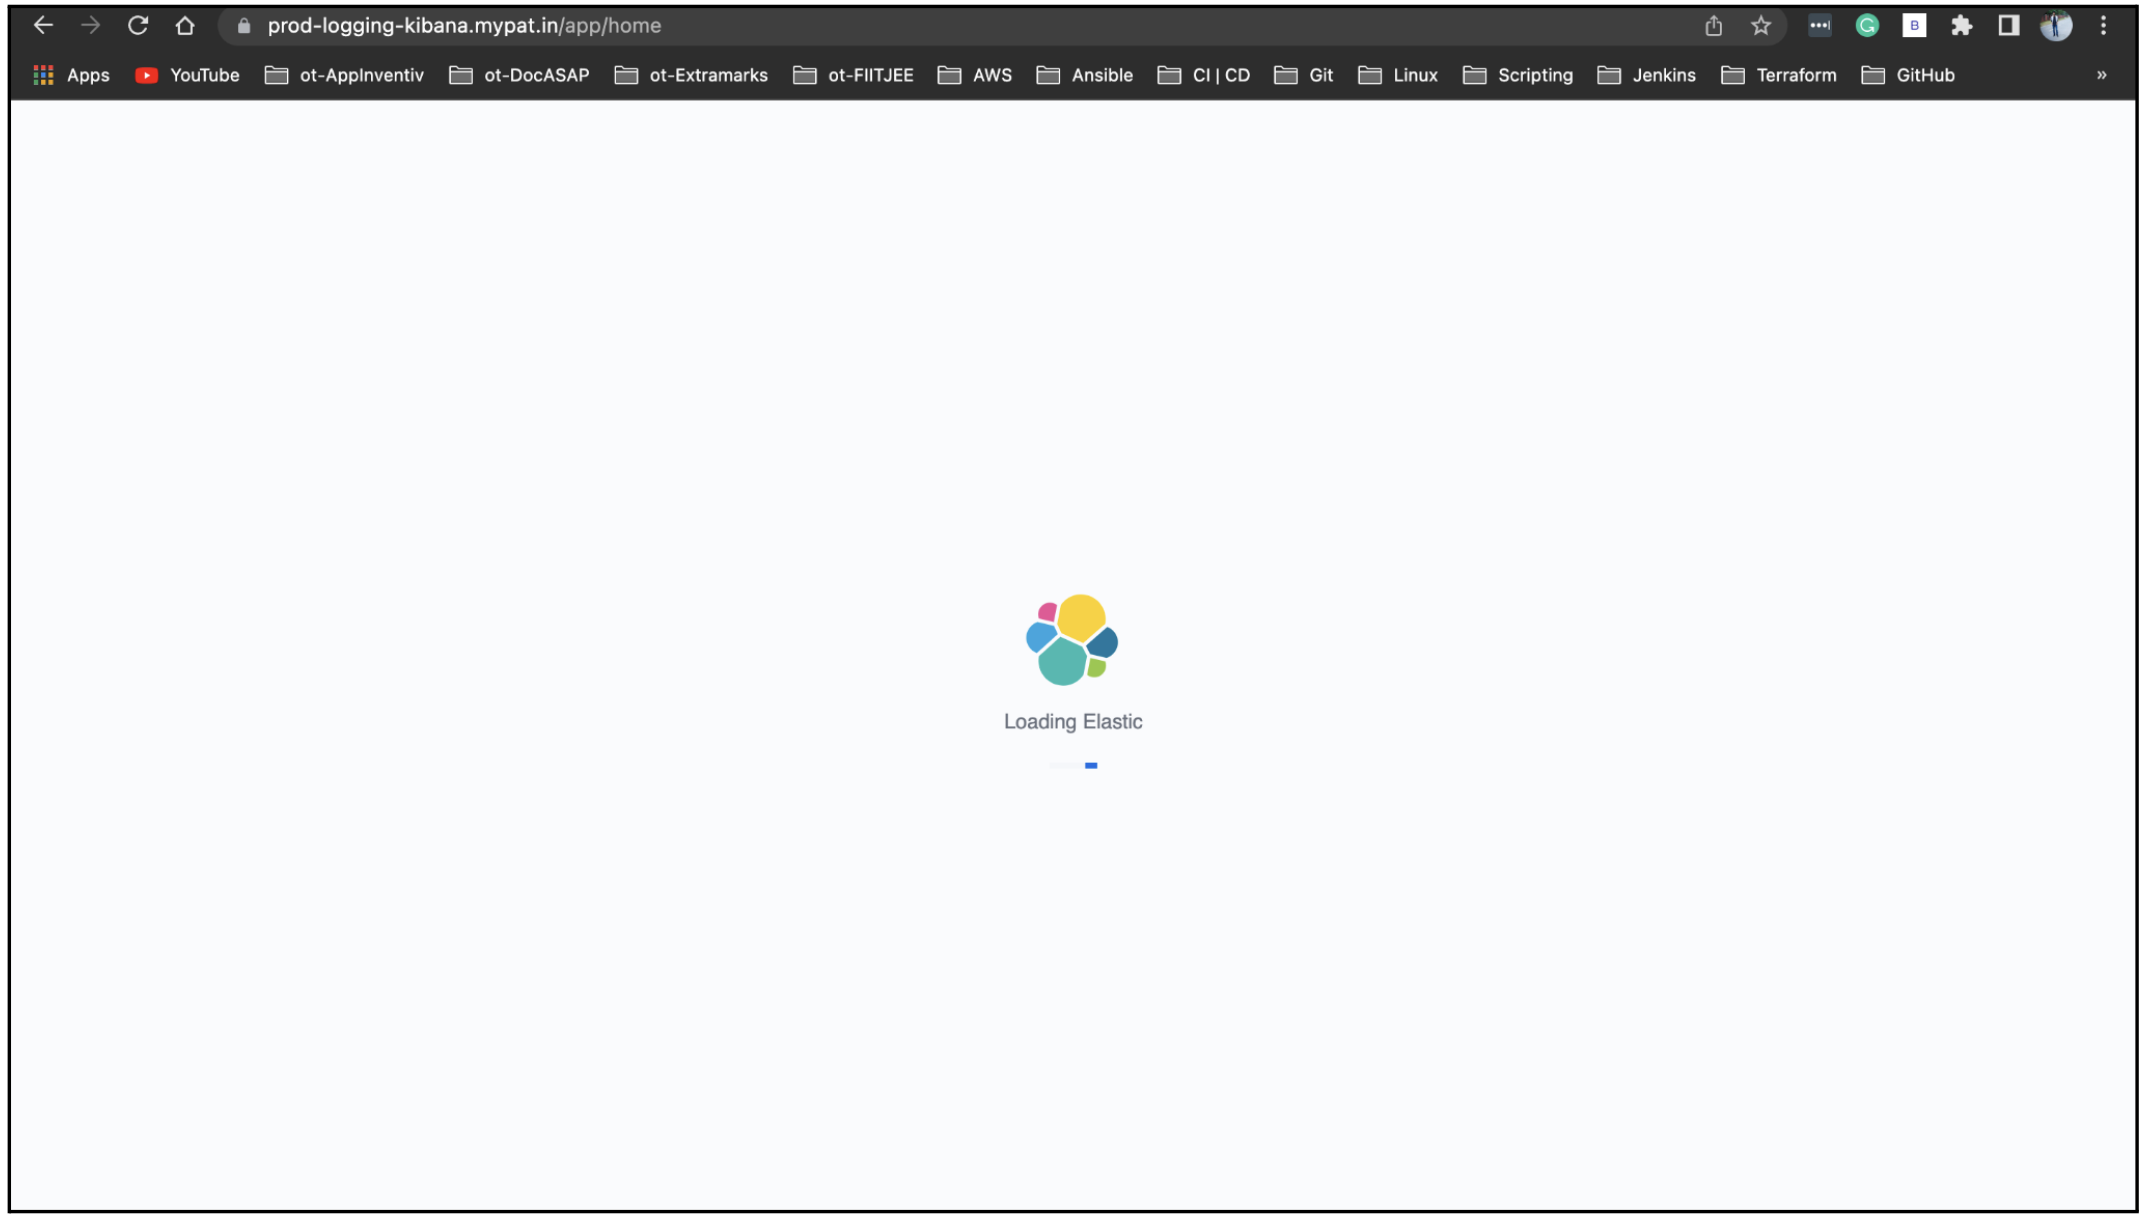 prod-logging-kibana.mypat.in/app/home
Apps YouTube ot-AppInventiv ot-DocASAP ot-Extramarks ot-FIITJEE AWS Ansible CI | CD Git Linux Scripting Jenkins Terraform GitHub »
Loading Elastic